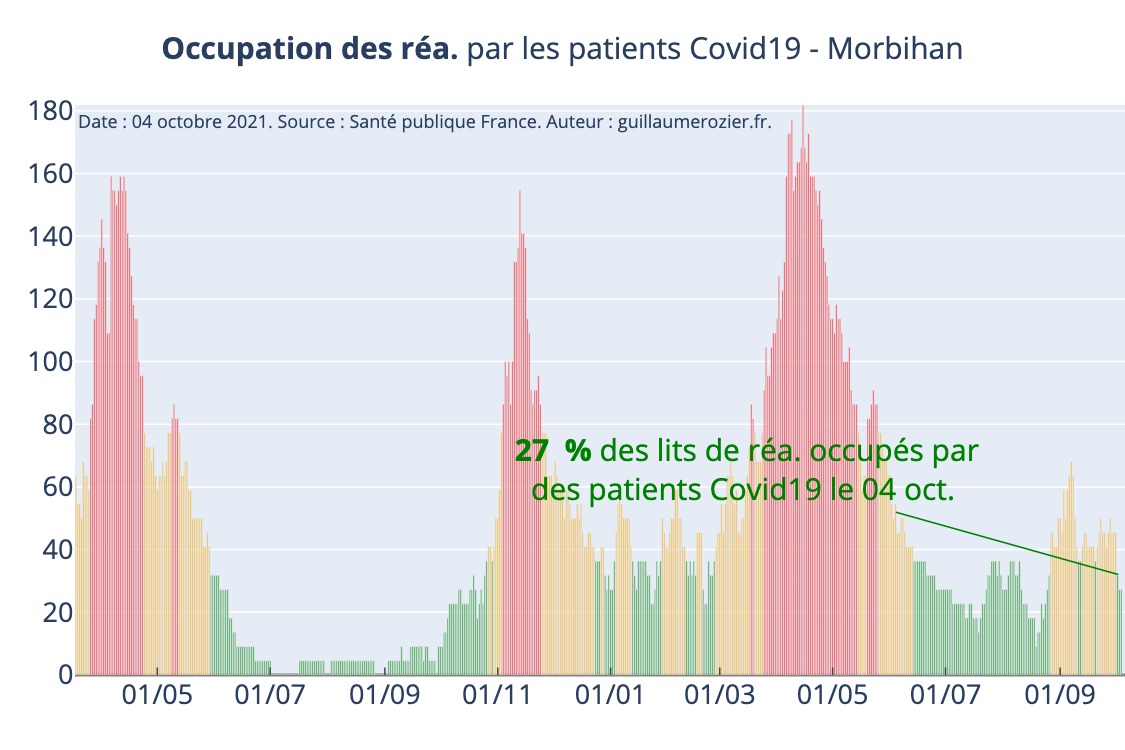 Occupation des réa. par les patients Covid19 - Morbihan
180
Date : 04 octobre 2021. Source : Santé publique France. Auteur : guillaumerozier.fr.
160
140
120
100
80
27 % des lits de réa. occupés par
des patients Covid19 le 04 oct.
60
40
20
0
01/05 01/07 01/09 01/11 01/01 01/03 01/05 01/07 01/09